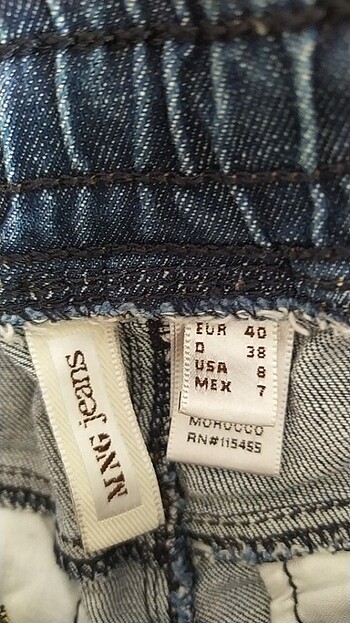 MNG jeans
EUR 40
D 38
USA 8
MEX 7
MOROCCO
RN#115455